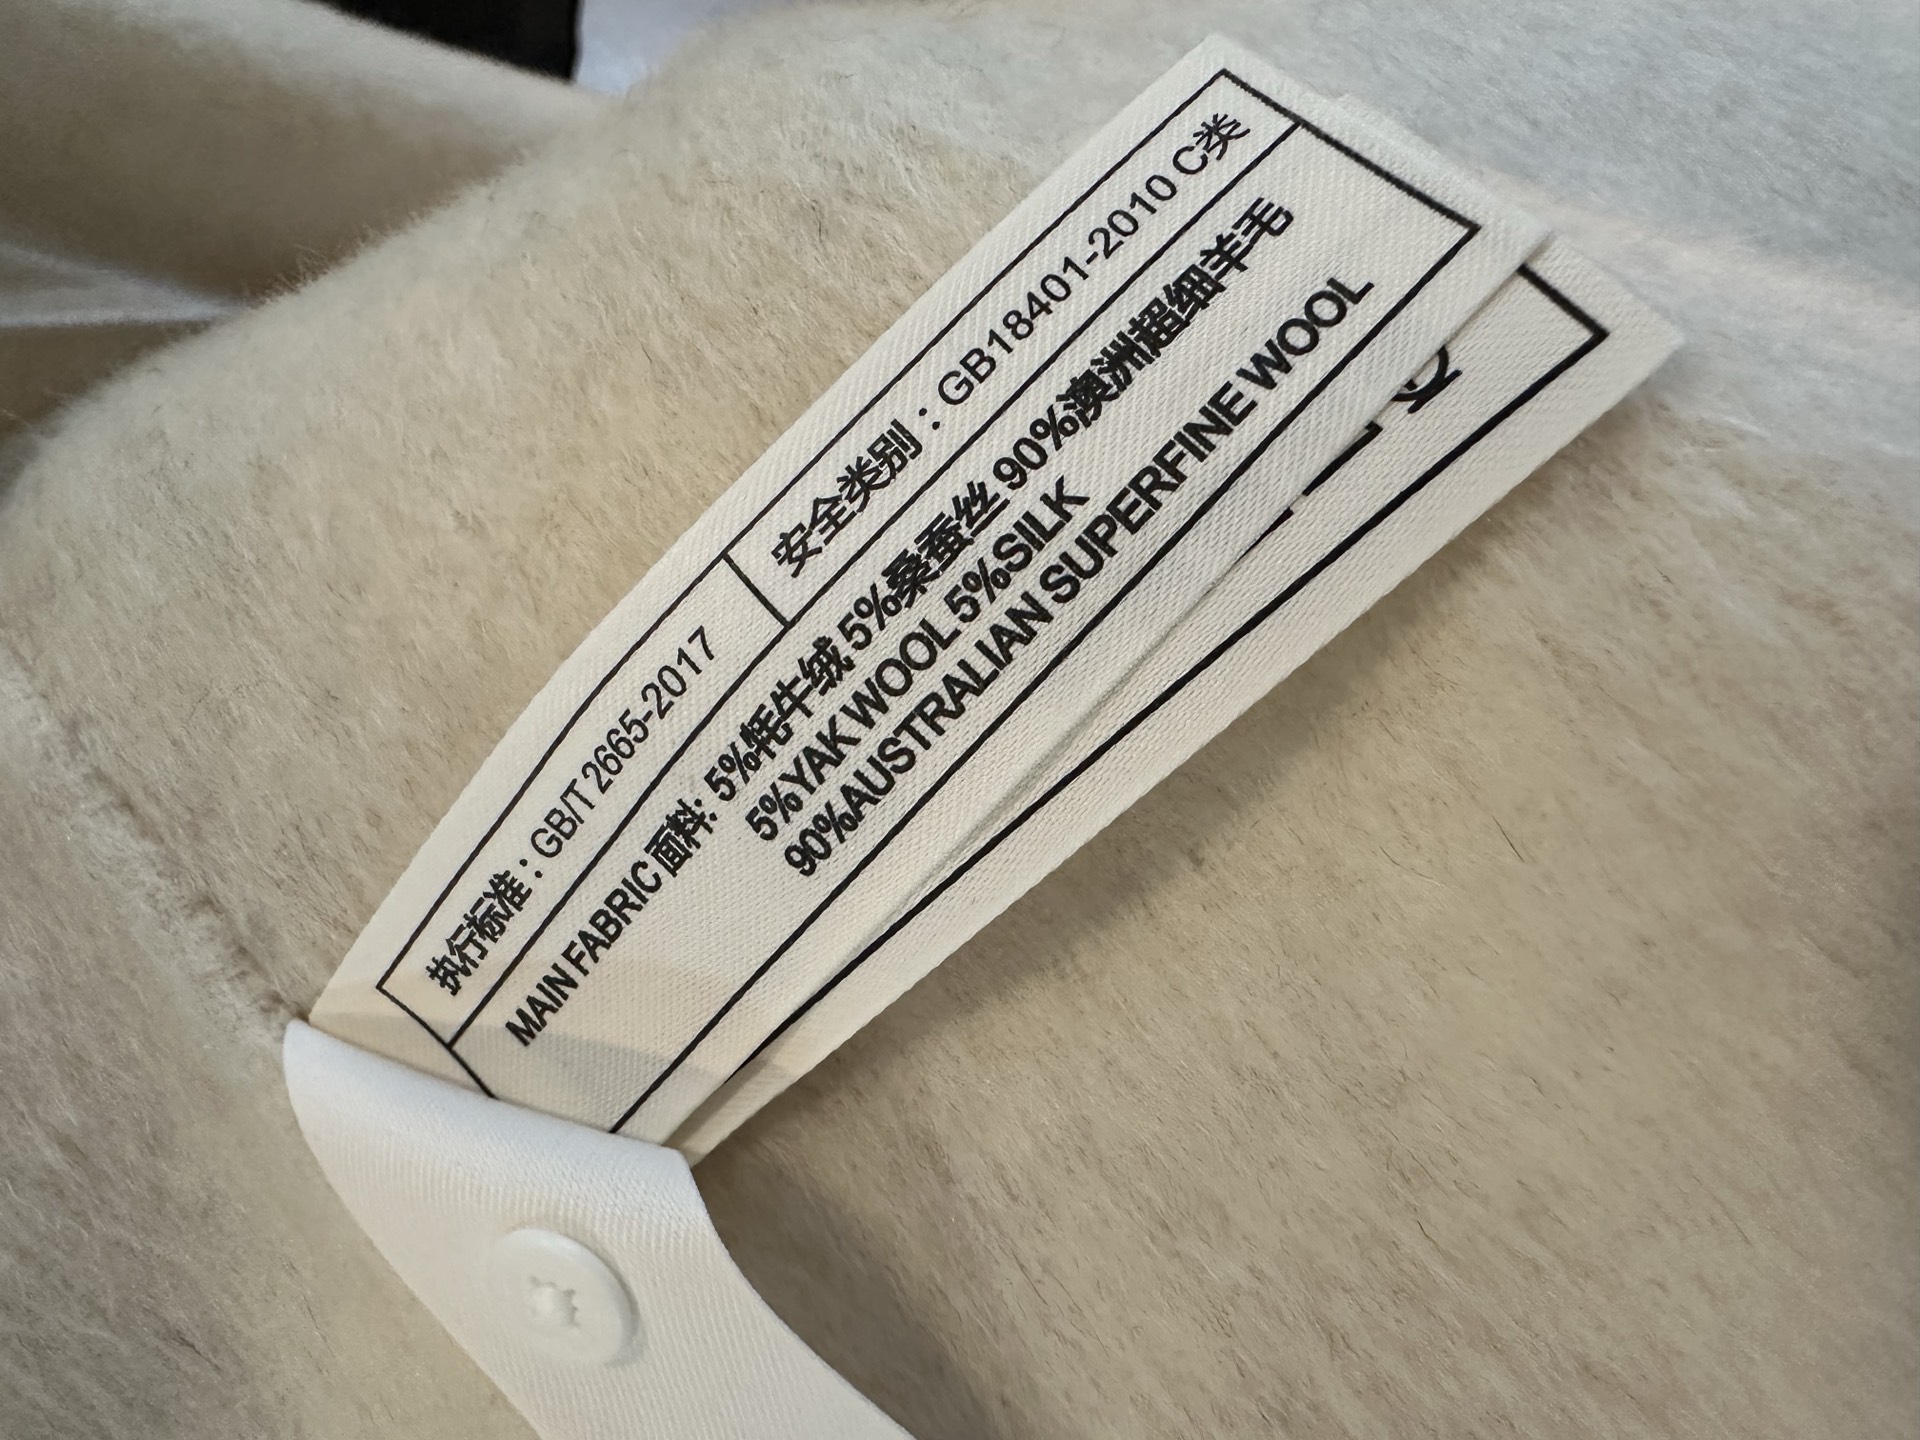 执行标准：GB/T 2665-2017
安全类别：GB18401-2010 C类
MAIN FABRIC 面料: 5%牦牛绒 5%桑蚕丝 90%澳洲超细羊毛
5%YAK WOOL 5%SILK
90%AUSTRALIAN SUPERFINE WOOL